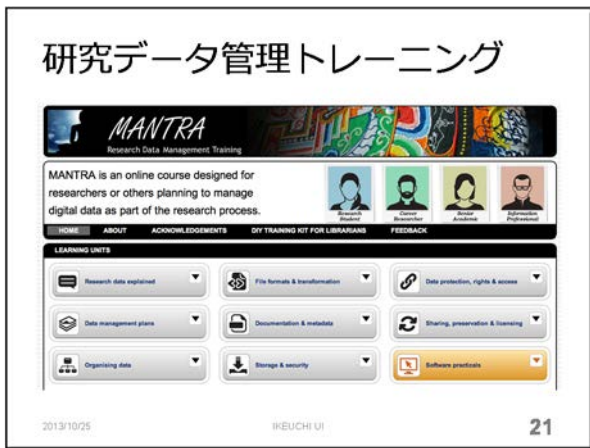 研究データ管理トレーニング
MANTRA
Research Data Management Training
MANTRA is an online course designed for
researchers or others planning to manage
digital data as part of the research process.
Research Student
Career Researcher
Senior Academic
Information Professional
HOME ABOUT ACKNOWLEDGEMENTS DIY TRAINING KIT FOR LIBRARIANS FEEDBACK
LEARNING UNITS
Research data explained File formats & transformation Data protection, rights & access
Data management plans Documentation & metadata Sharing, preservation & licensing
Organising data Storage & security Software practicals
2013/10/25 IKEUCHI UI 21